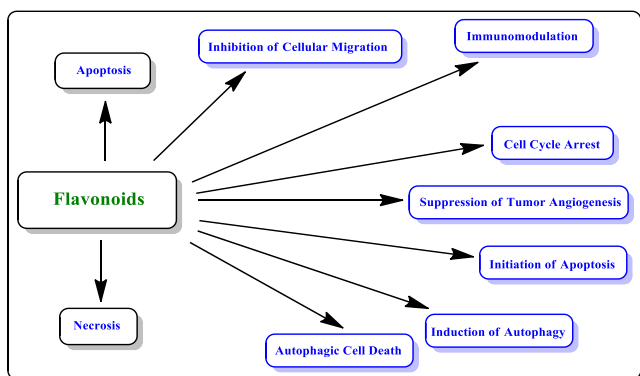 Immunomodulation
Inhibition of Cellular Migration
Apoptosis
Cell Cycle Arrest
Flavonoids
Suppression of Tumor Angiogenesis
Initiation of Apoptosis
Necrosis
Induction of Autophagy
Autophagic Cell Death